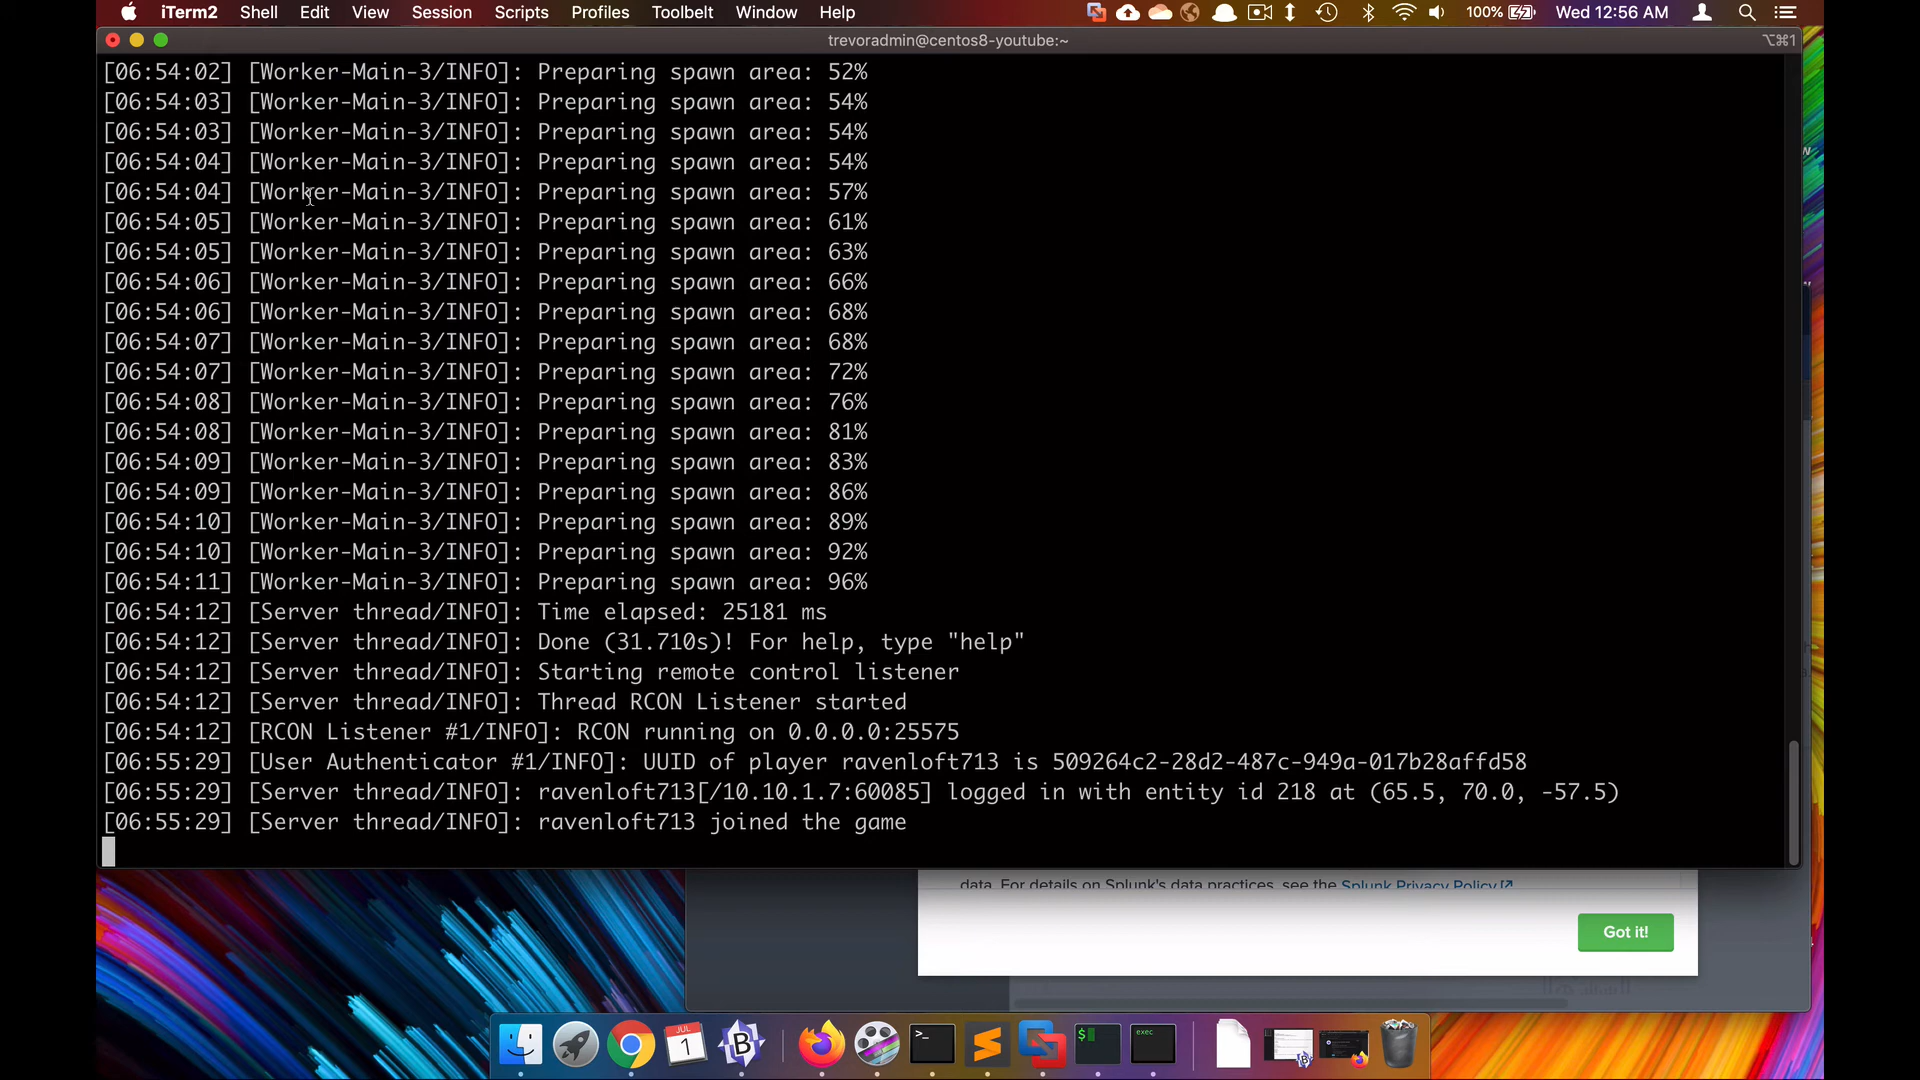 iTerm2 Shell Edit View Session Scripts Profiles Toolbelt Window Help 100% Wed 12:56 AM
trevoradmin@centos8-youtube:~ ⌥⌘1
[06:54:02] [Worker-Main-3/INFO]: Preparing spawn area: 52%
[06:54:03] [Worker-Main-3/INFO]: Preparing spawn area: 54%
[06:54:03] [Worker-Main-3/INFO]: Preparing spawn area: 54%
[06:54:04] [Worker-Main-3/INFO]: Preparing spawn area: 54%
[06:54:04] [Worker-Main-3/INFO]: Preparing spawn area: 57%
[06:54:05] [Worker-Main-3/INFO]: Preparing spawn area: 61%
[06:54:05] [Worker-Main-3/INFO]: Preparing spawn area: 63%
[06:54:06] [Worker-Main-3/INFO]: Preparing spawn area: 66%
[06:54:06] [Worker-Main-3/INFO]: Preparing spawn area: 68%
[06:54:07] [Worker-Main-3/INFO]: Preparing spawn area: 68%
[06:54:07] [Worker-Main-3/INFO]: Preparing spawn area: 72%
[06:54:08] [Worker-Main-3/INFO]: Preparing spawn area: 76%
[06:54:08] [Worker-Main-3/INFO]: Preparing spawn area: 81%
[06:54:09] [Worker-Main-3/INFO]: Preparing spawn area: 83%
[06:54:09] [Worker-Main-3/INFO]: Preparing spawn area: 86%
[06:54:10] [Worker-Main-3/INFO]: Preparing spawn area: 89%
[06:54:10] [Worker-Main-3/INFO]: Preparing spawn area: 92%
[06:54:11] [Worker-Main-3/INFO]: Preparing spawn area: 96%
[06:54:12] [Server thread/INFO]: Time elapsed: 25181 ms
[06:54:12] [Server thread/INFO]: Done (31.710s)! For help, type "help"
[06:54:12] [Server thread/INFO]: Starting remote control listener
[06:54:12] [Server thread/INFO]: Thread RCON Listener started
[06:54:12] [RCON Listener #1/INFO]: RCON running on 0.0.0.0:25575
[06:55:29] [User Authenticator #1/INFO]: UUID of player ravenloft713 is 509264c2-28d2-487c-949a-017b28affd58
[06:55:29] [Server thread/INFO]: ravenloft713[/10.10.1.7:60085] logged in with entity id 218 at (65.5, 70.0, -57.5)
[06:55:29] [Server thread/INFO]: ravenloft713 joined the game
data. For details on Splunk's data practices, see the Splunk Privacy Policy
Got it!
JUL
1
B
>_
$
exec